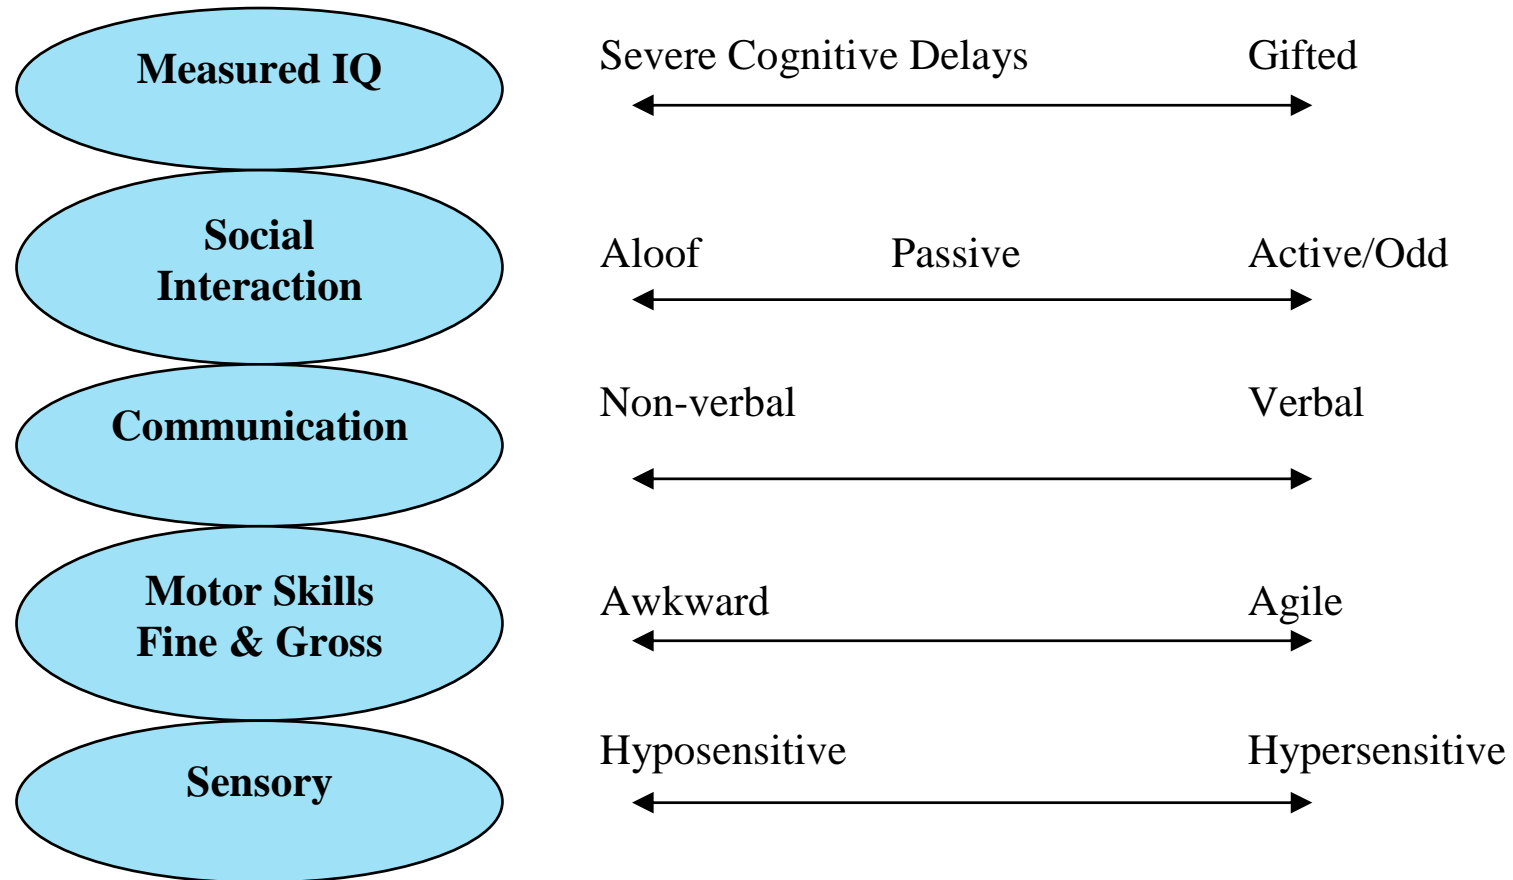 Measured IQ
Severe Cognitive Delays Gifted
Social
Interaction
Aloof Passive Active/Odd
Communication
Non-verbal Verbal
Motor Skills
Fine & Gross
Awkward Agile
Sensory
Hyposensitive Hypersensitive